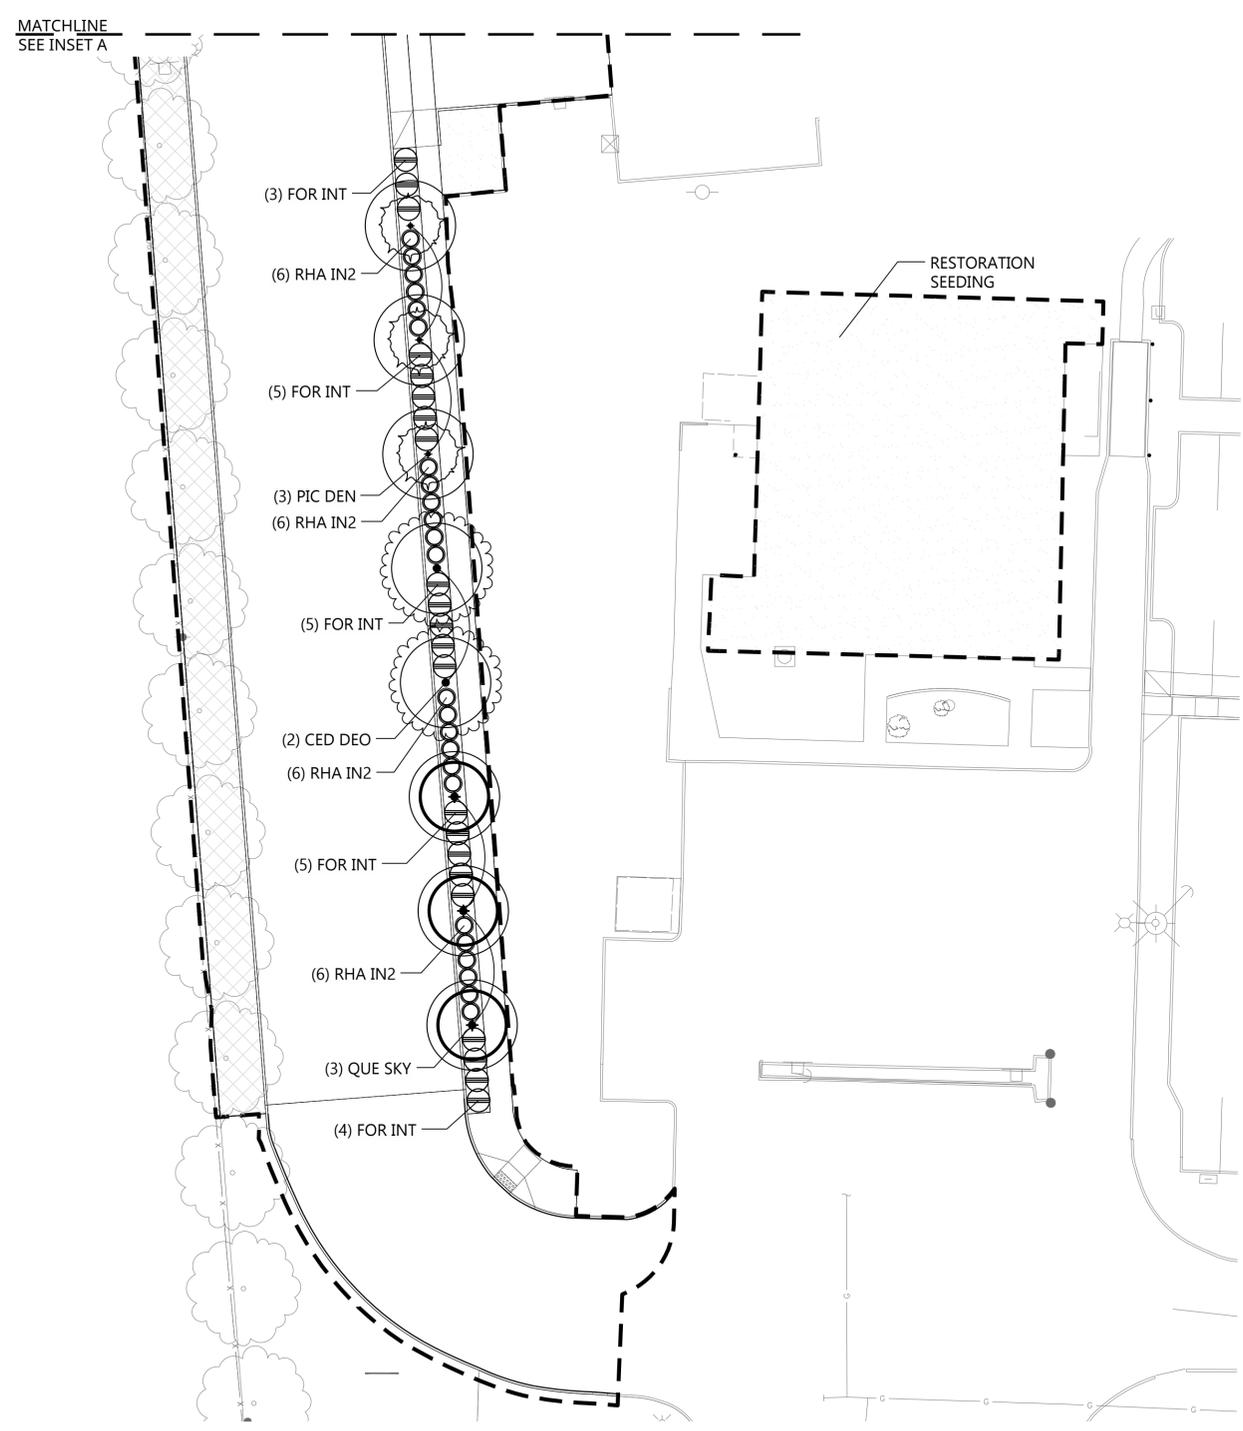 MATCHLINE
SEE INSET A
(3) FOR INT
RESTORATION
SEEDING
(6) RHA IN2
(5) FOR INT
(3) PIC DEN
(6) RHA IN2
(5) FOR INT
(2) CED DEO
(6) RHA IN2
(5) FOR INT
(6) RHA IN2
(3) QUE SKY
(4) FOR INT
G
G
G
G
G